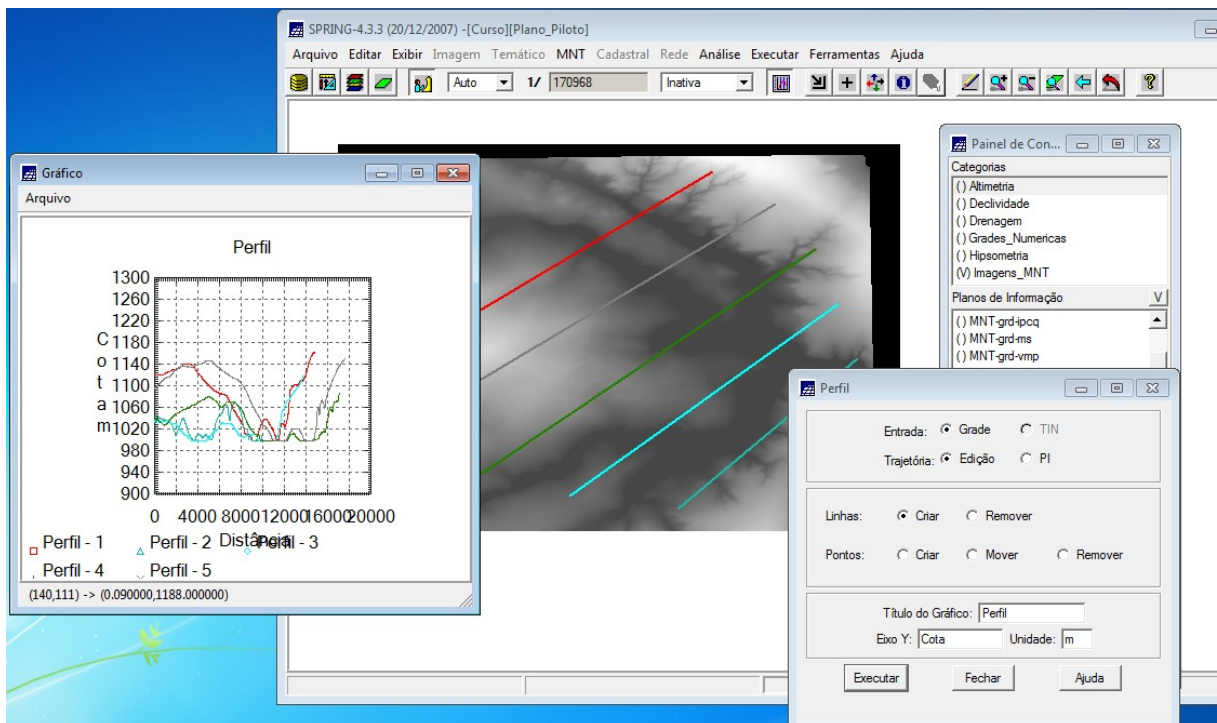 SPRING-4.3.3 (20/12/2007) -[Curso][Plano_Piloto]
Arquivo Editar Exibir Imagem Temático MNT Cadastral Rede Análise Executar Ferramentas Ajuda
Auto 1/ 170968 Inativa
Gráfico
Arquivo
Perfil
1300
1260
1220
1180
1140
1100
1060
1020
980
940
900
Cota m
0 4000 8000 12000 16000 20000
Distância
Perfil - 1 Perfil - 2 Perfil - 3
Perfil - 4 Perfil - 5
(140,111) -> (0.090000,1188.000000)
Painel de Con...
Categorias
( ) Altimetria
( ) Declividade
( ) Drenagem
( ) Grades_Numericas
( ) Hipsometria
(V) Imagens_MNT
Planos de Informação V
( ) MNT-grd-ipcq
( ) MNT-grd-ms
( ) MNT-grd-vmp
Perfil
Entrada: Grade TIN
Trajetória: Edição PI
Linhas: Criar Remover
Pontos: Criar Mover Remover
Título do Gráfico: Perfil
Eixo Y: Cota Unidade: m
Executar Fechar Ajuda